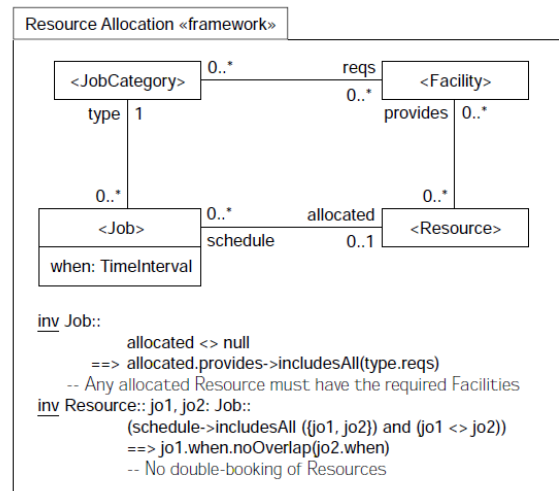 Resource Allocation «framework»
<JobCategory>
0..*
reqs
0..*
<Facility>
type
1
provides
0..*
0..*
0..*
<Job>
0..*
schedule
allocated
0..1
<Resource>
when: TimeInterval
inv Job::
allocated <> null
==> allocated.provides->includesAll(type.reqs)
-- Any allocated Resource must have the required Facilities
inv Resource:: jo1, jo2: Job::
(schedule->includesAll ({jo1, jo2}) and (jo1 <> jo2))
==> jo1.when.noOverlap(jo2.when)
-- No double-booking of Resources